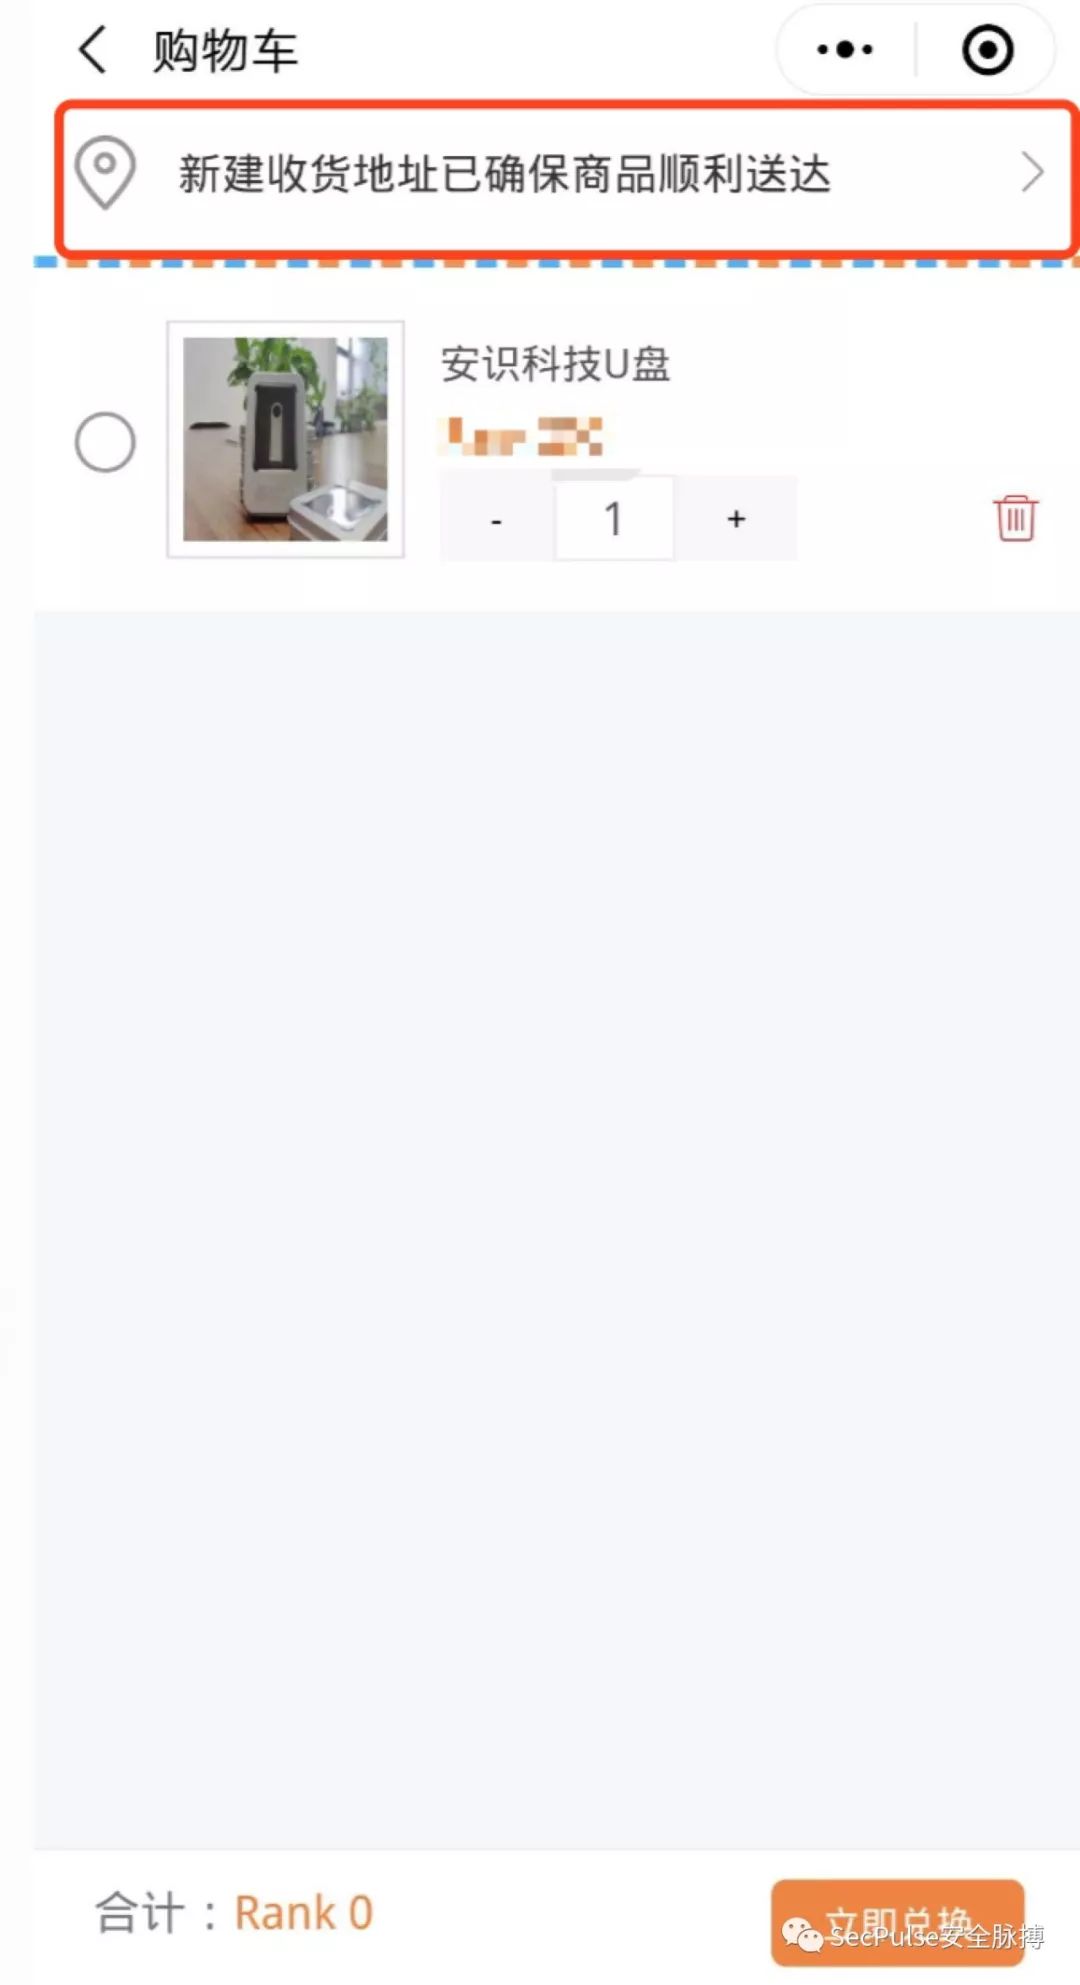 购物车
新建收货地址已确保商品顺利送达
安识科技U盘
- 1 +
合计：Rank 0
立即兑换
SecPulse安全脉搏